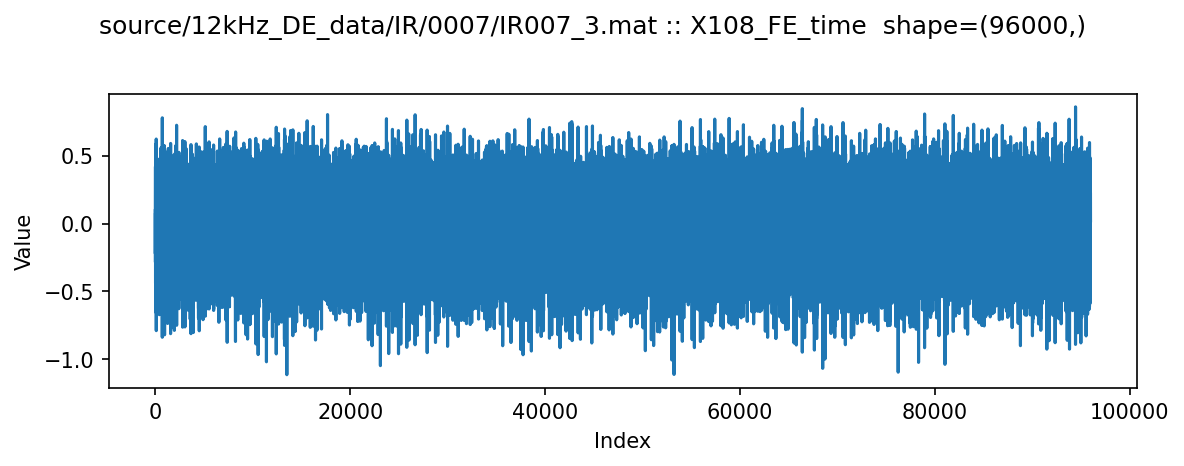 source/12kHz_DE_data/IR/0007/IR007_3.mat :: X108_FE_time  shape=(96000,)
0.5
0.0
−0.5
−1.0
Value
0 20000 40000 60000 80000 100000
Index